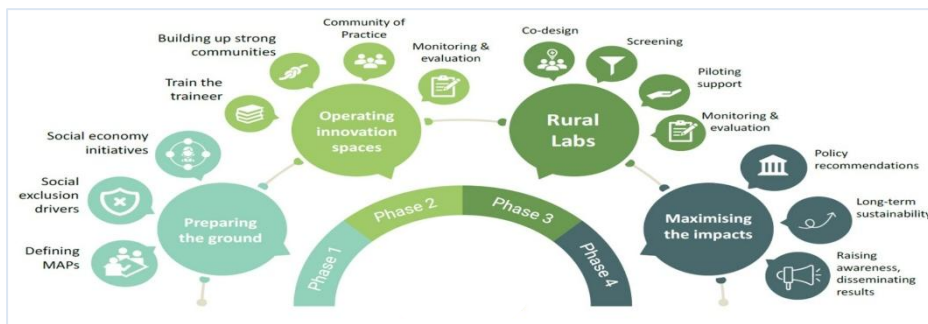 Defining
MAPs
Social
exclusion
drivers
Social economy
initiatives
Preparing
the ground
Phase 1
Train the
traineer
Building up strong
communities
Community of
Practice
Monitoring &
evaluation
Operating
innovation
spaces
Phase 2
Co-design
Screening
Piloting
support
Monitoring &
evaluation
Rural
Labs
Phase 3
Policy
recommendations
Long-term
sustainability
Raising
awareness,
disseminating
results
Maximising
the impacts
Phase 4